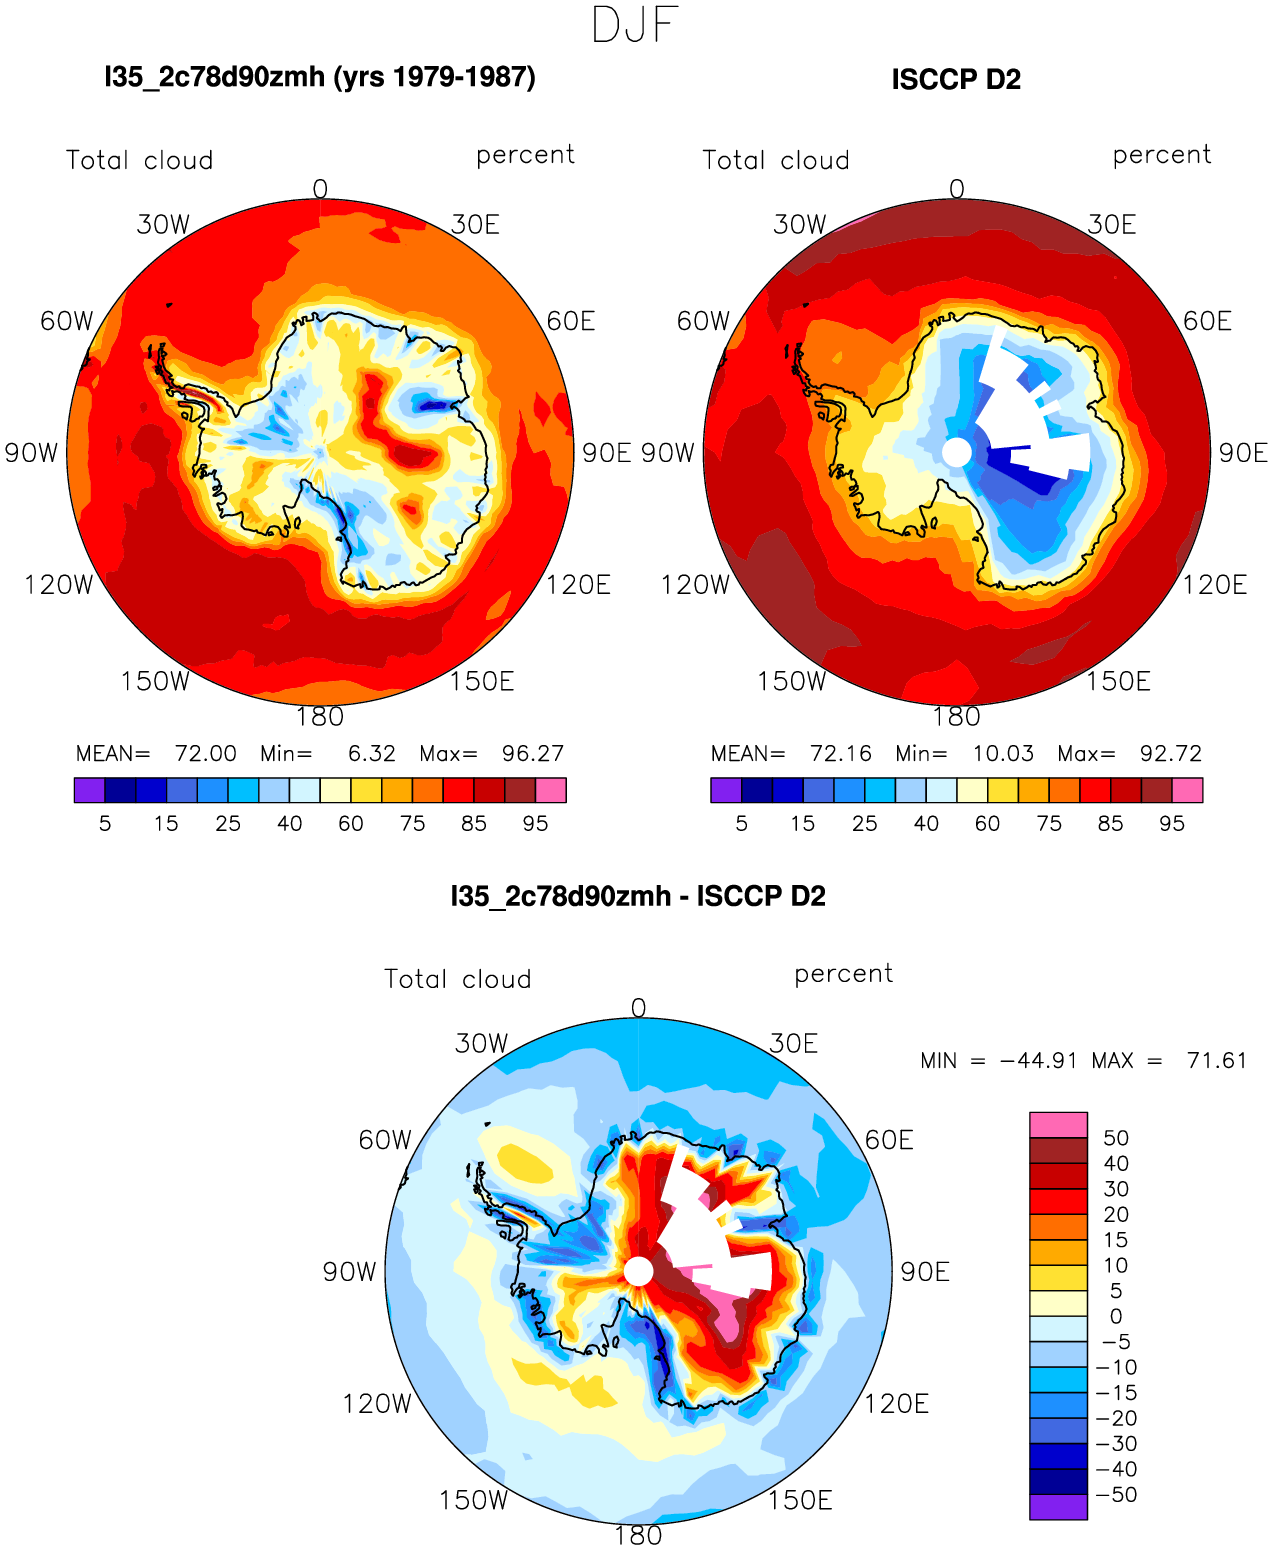 DJF
I35_2c78d90zmh (yrs 1979-1987)
ISCCP D2
Total cloud percent
Total cloud percent
0
30W 30E
60W 60E
90W 90E
120W 120E
150W 150E
180
0
30W 30E
60W 60E
90W 90E
120W 120E
150W 150E
180
MEAN= 72.00 Min= 6.32 Max= 96.27
5 15 25 40 60 75 85 95
MEAN= 72.16 Min= 10.03 Max= 92.72
5 15 25 40 60 75 85 95
I35_2c78d90zmh - ISCCP D2
Total cloud percent
0
30W 30E
60W 60E
90W 90E
120W 120E
150W 150E
180
MIN = -44.91 MAX = 71.61
50
40
30
20
15
10
5
0
-5
-10
-15
-20
-30
-40
-50